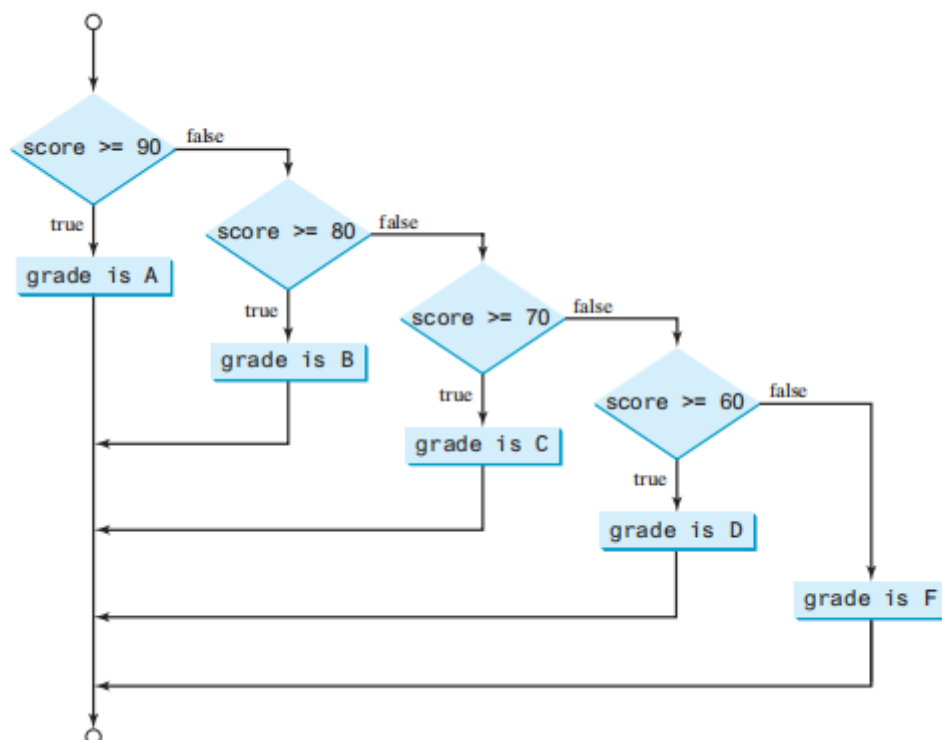 score >= 90
false
true
score >= 80
false
grade is A
true
score >= 70
false
grade is B
true
score >= 60
false
grade is C
true
grade is D
grade is F